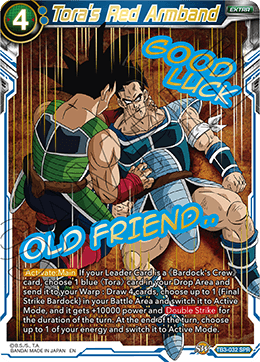 4
Tora's Red Armband
EXTRA
GOOD
LUCK
OLD FRIEND..
Activate:Main If your Leader Card is a 《Bardock's Crew》
card, choose 1 blue 〈Tora〉 card in your Drop Area and
send it to your Warp : Draw 4 cards, choose up to 1 {Final
Strike Bardock} in your Battle Area and switch it to Active
Mode, and it gets +10000 power and Double Strike for
the duration of the turn. At the end of the turn, choose
up to 1 of your energy and switch it to Active Mode.
©B.S./S., T.A.
BANDAI MADE IN JAPAN EN
TB3-032 SPR